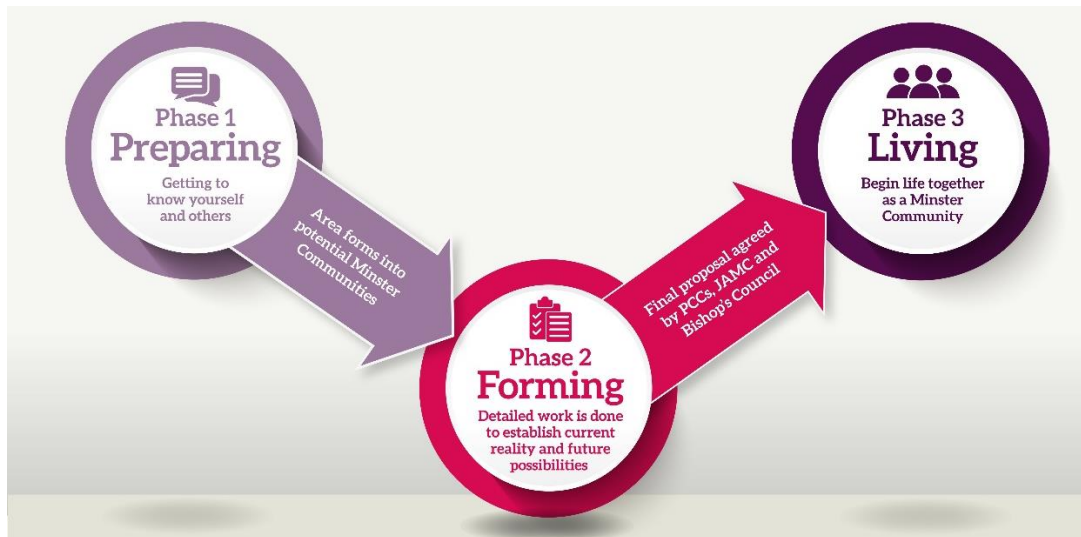 Phase 1
Preparing
Getting to
know yourself
and others
Area forms into
potential Minster
Communities
Phase 2
Forming
Detailed work is done
to establish current
reality and future
possibilities
Final proposal agreed
by PCCs, JAMC and
Bishop's Council
Phase 3
Living
Begin life together
as a Minster
Community